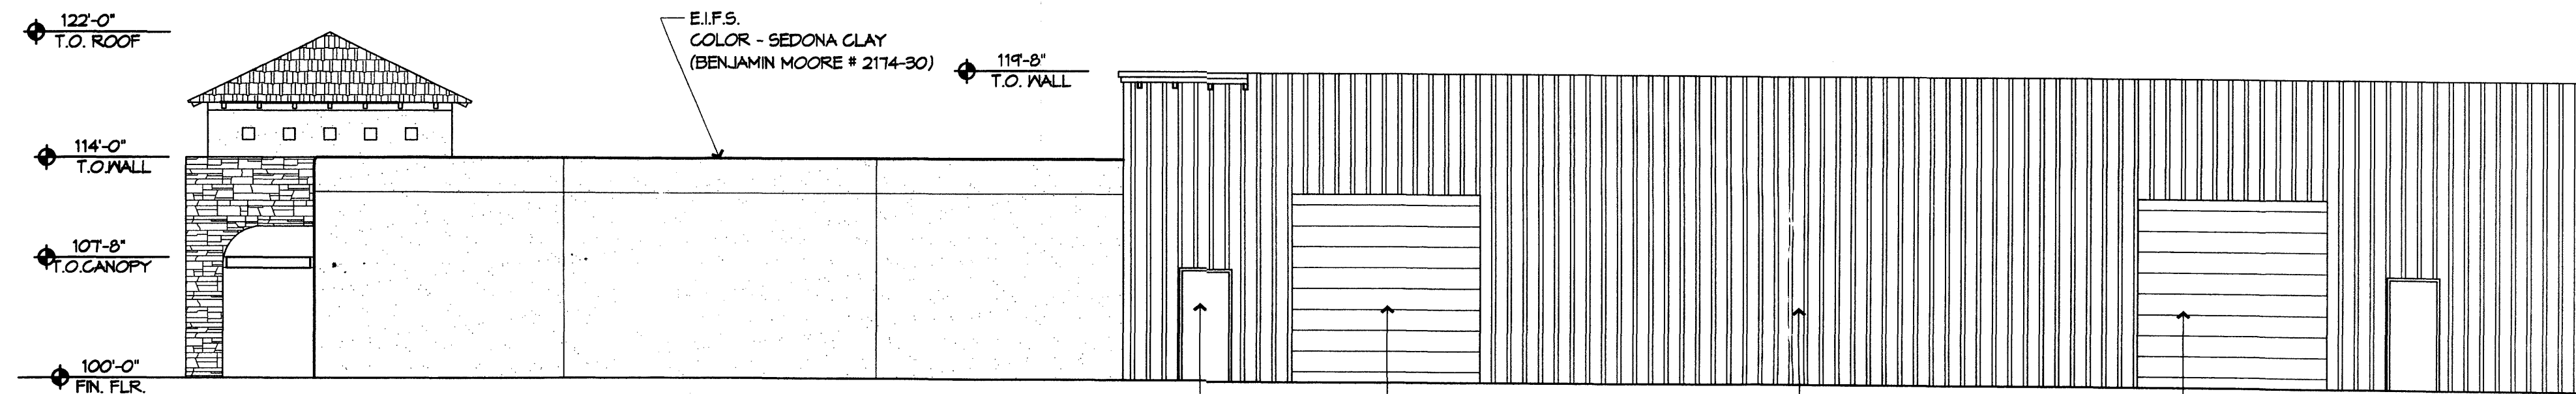 122'-0"
T.O. ROOF
E.I.F.S.
COLOR - SEDONA CLAY
(BENJAMIN MOORE # 2174-30)
119'-8"
T.O. WALL
114'-0"
T.O.WALL
107'-8"
T.O.CANOPY
100'-0"
FIN. FLR.